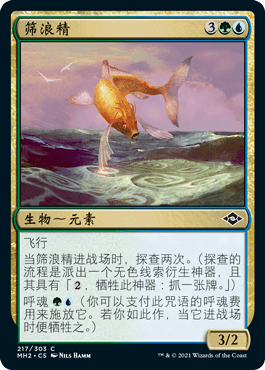 筛浪精 3
生物～元素
飞行
当筛浪精进战场时，探查两次。（探查的
流程是派出一个无色线索衍生神器，且
其具有「2，牺牲此神器：抓一张牌。」）
呼魂（你可以支付此咒语的呼魂费
用来施放它。若你如此作，当它进战场
时便牺牲之。）
3/2
217/303 C
MH2 • CS NILS HAMM
™ & © 2021 Wizards of the Coast